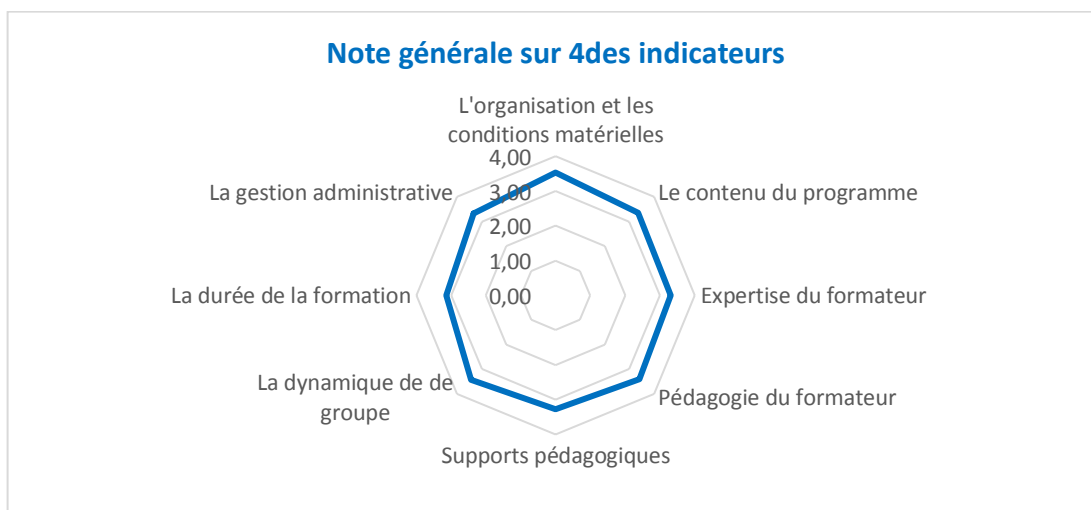 Note générale sur 4des indicateurs
L'organisation et les
conditions matérielles
4,00
La gestion administrative
3,00
Le contenu du programme
2,00
1,00
La durée de la formation
0,00
Expertise du formateur
La dynamique de de
groupe
Pédagogie du formateur
Supports pédagogiques